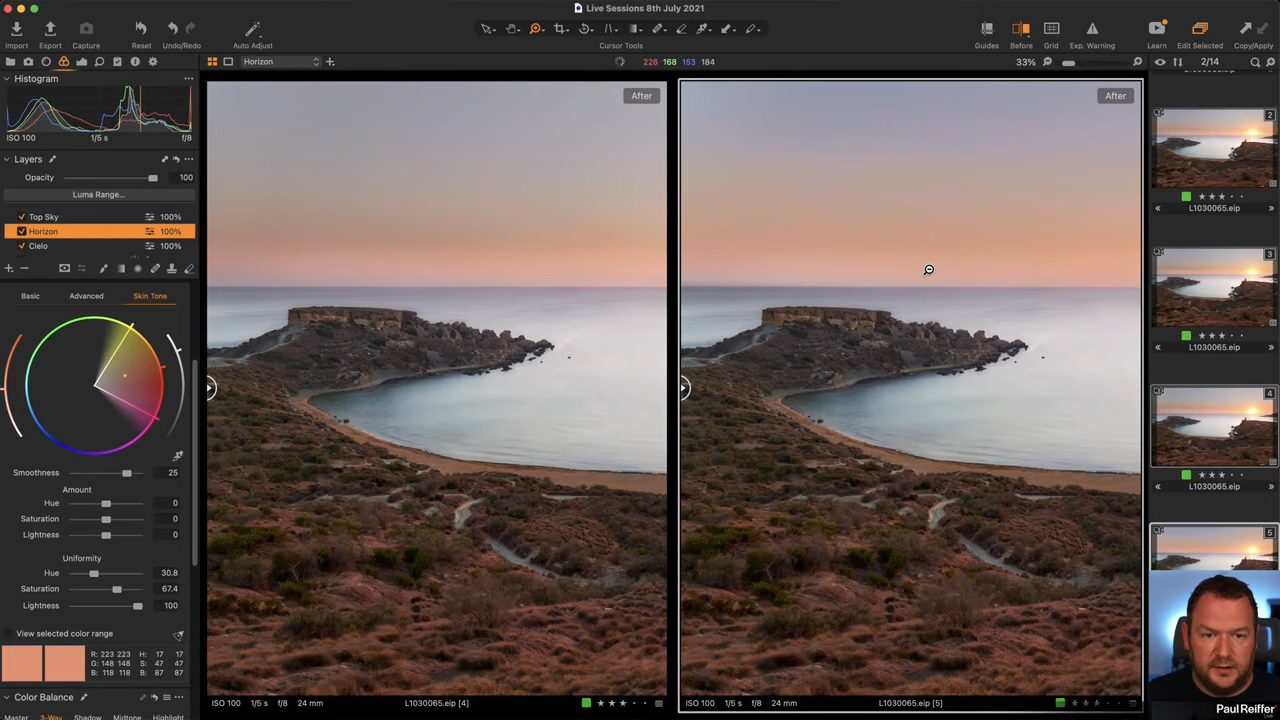 Live Sessions 8th July 2021
Import Export Capture Reset Undo/Redo Auto Adjust Cursor Tools Guides Before Grid Exp. Warning Learn Edit Selected Copy/Apply
Horizon 226 168 153 184 33% 2/14
Histogram
ISO 100 1/5 s f/8
Layers
Opacity 100
Luma Range...
Top Sky 100%
Horizon 100%
Cielo 100%
Basic Advanced Skin Tone
Smoothness 25
Amount
Hue 0
Saturation 0
Lightness 0
Uniformity
Hue 30.8
Saturation 67.4
Lightness 100
View selected color range
R: 223 223 H: 17 17
G: 148 148 S: 47 47
B: 118 118 B: 87 87
Color Balance
Master 3-Way Shadow Midtone Highlight
After
After
ISO 100 1/5 s f/8 24 mm L1030065.eip [4]
ISO 100 1/5 s f/8 24 mm L1030065.eip [5]
2
L1030065.eip
3
L1030065.eip
4
L1030065.eip
5
Paul Reiffer
Live